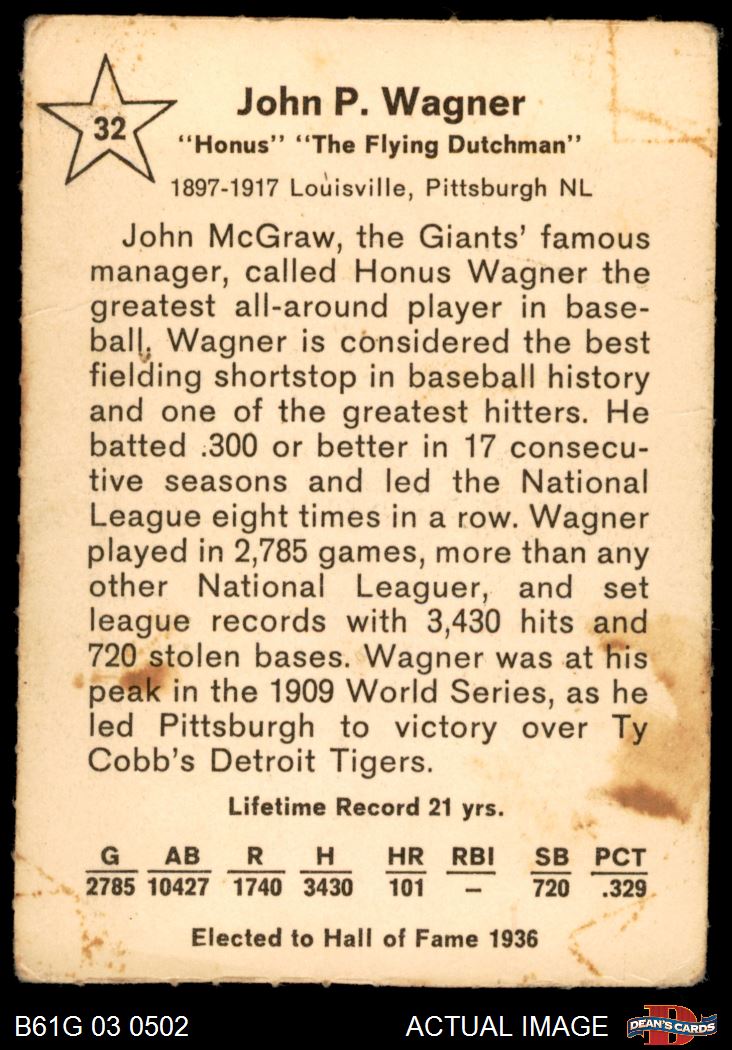 32
John P. Wagner
"Honus" "The Flying Dutchman"
1897-1917 Louisville, Pittsburgh NL
John McGraw, the Giants' famous
manager, called Honus Wagner the
greatest all-around player in base-
ball. Wagner is considered the best
fielding shortstop in baseball history
and one of the greatest hitters. He
batted .300 or better in 17 consecu-
tive seasons and led the National
League eight times in a row. Wagner
played in 2,785 games, more than any
other National Leaguer, and set
league records with 3,430 hits and
720 stolen bases. Wagner was at his
peak in the 1909 World Series, as he
led Pittsburgh to victory over Ty
Cobb's Detroit Tigers.
Lifetime Record 21 yrs.
G AB R H HR RBI SB PCT
2785 10427 1740 3430 101 — 720 .329
Elected to Hall of Fame 1936
B61G 03 0502 ACTUAL IMAGE DEAN'S CARDS